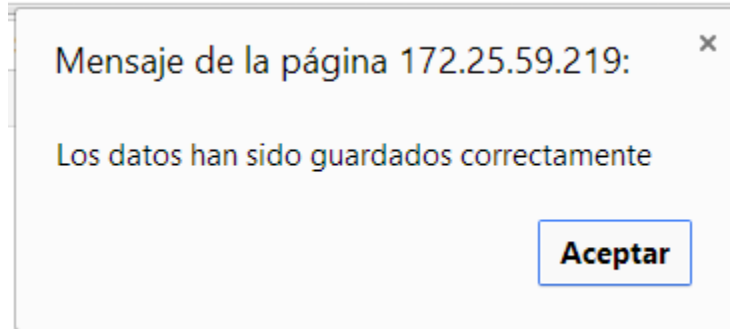 Mensaje de la página 172.25.59.219:
Los datos han sido guardados correctamente
Aceptar